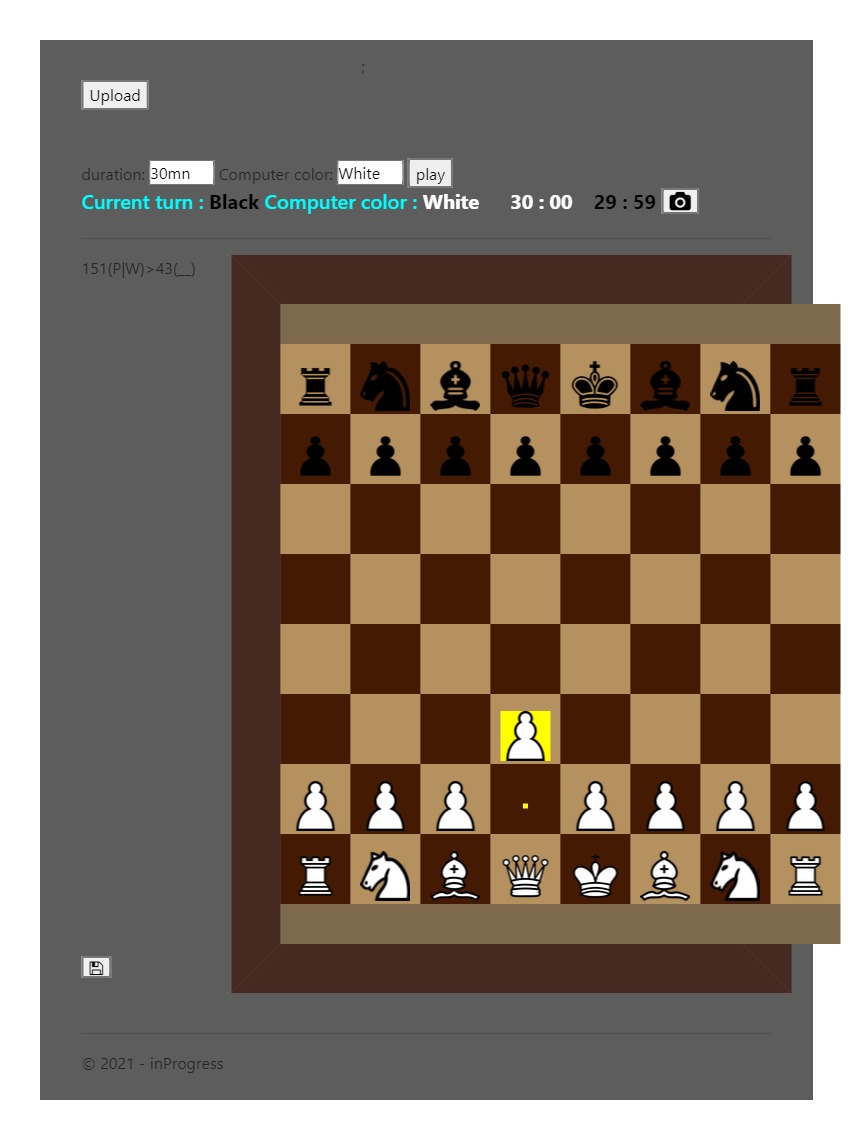 ;
Upload
duration: 30mn Computer color: White play
Current turn : Black Computer color : White 30 : 00 29 : 59
151(P|W)>43(__)
© 2021 - inProgress